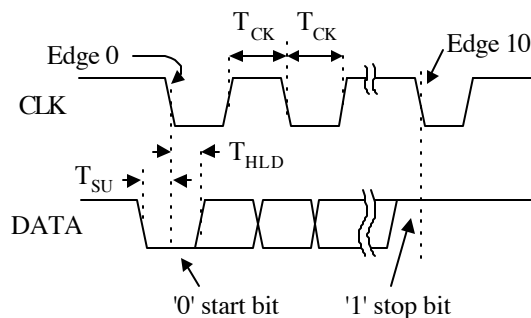 T_CK T_CK
Edge 0
Edge 10
CLK
T_HLD
T_SU
DATA
'0' start bit
'1' stop bit